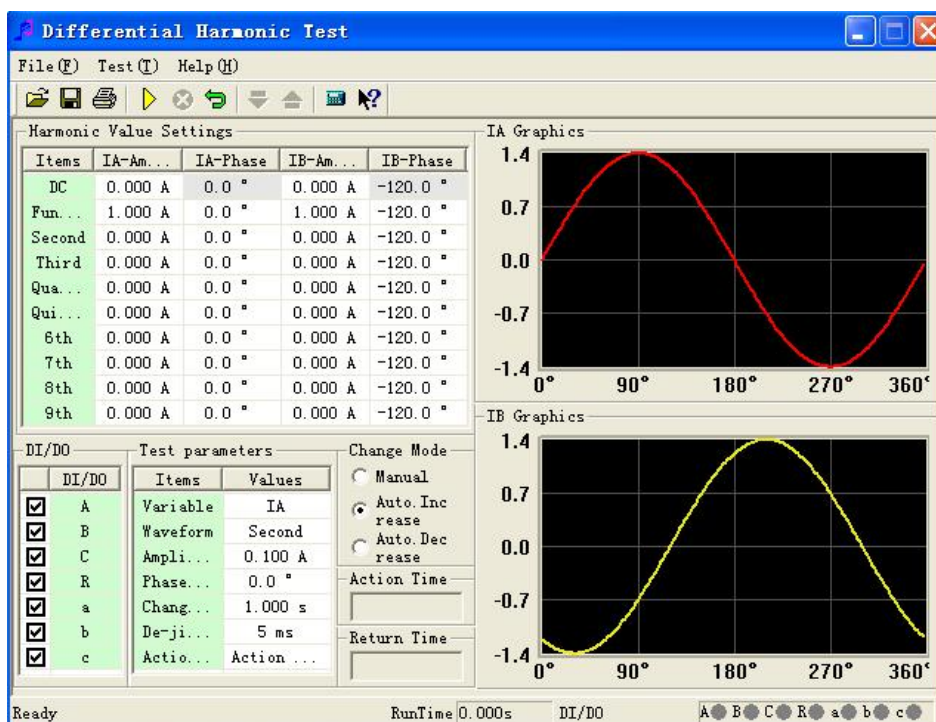 Differential Harmonic Test
File(F) Test(T) Help(H)
Harmonic Value Settings
Items IA-Am... IA-Phase IB-Am... IB-Phase
DC 0.000 A 0.0 ° 0.000 A -120.0 °
Fun... 1.000 A 0.0 ° 1.000 A -120.0 °
Second 0.000 A 0.0 ° 0.000 A -120.0 °
Third 0.000 A 0.0 ° 0.000 A -120.0 °
Qua... 0.000 A 0.0 ° 0.000 A -120.0 °
Qui... 0.000 A 0.0 ° 0.000 A -120.0 °
6th 0.000 A 0.0 ° 0.000 A -120.0 °
7th 0.000 A 0.0 ° 0.000 A -120.0 °
8th 0.000 A 0.0 ° 0.000 A -120.0 °
9th 0.000 A 0.0 ° 0.000 A -120.0 °
IA Graphics
1.4
0.7
0.0
-0.7
-1.4
0° 90° 180° 270° 360°
IB Graphics
1.4
0.7
0.0
-0.7
-1.4
0° 90° 180° 270° 360°
DI/DO
DI/DO
A
B
C
R
a
b
c
Test parameters
Items Values
Variable IA
Waveform Second
Ampli... 0.100 A
Phase... 0.0 °
Chang... 1.000 s
De-ji... 5 ms
Actio... Action ...
Change Mode
Manual
Auto.Inc
rease
Auto.Dec
rease
Action Time
Return Time
Ready RunTime 0.000s DI/DO A B C R a b c